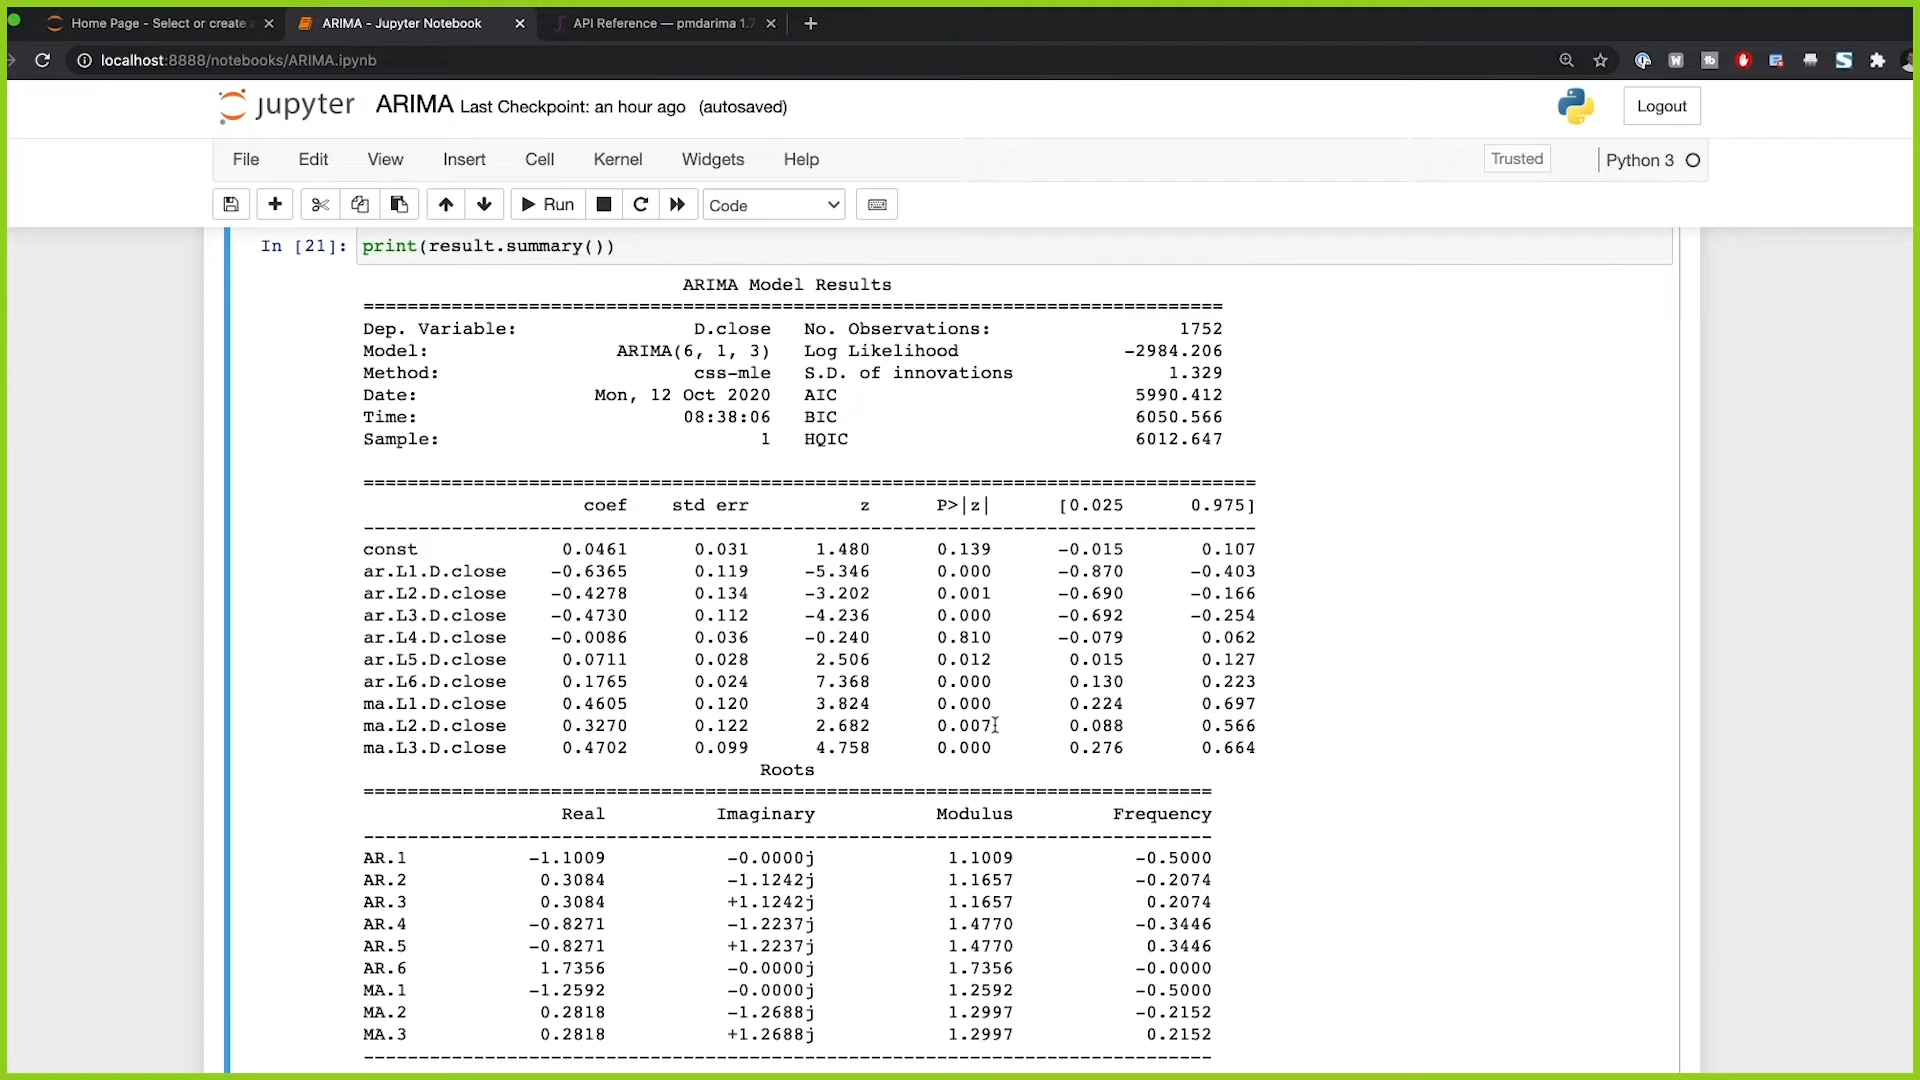 Home Page - Select or create
ARIMA - Jupyter Notebook
API Reference — pmdarima 1.7
localhost:8888/notebooks/ARIMA.ipynb
jupyter ARIMA Last Checkpoint: an hour ago (autosaved)
Logout
File Edit View Insert Cell Kernel Widgets Help
Trusted
Python 3
Run
Code
In [21]: print(result.summary())
ARIMA Model Results
==============================================================================
Dep. Variable: D.close No. Observations: 1752
Model: ARIMA(6, 1, 3) Log Likelihood -2984.206
Method: css-mle S.D. of innovations 1.329
Date: Mon, 12 Oct 2020 AIC 5990.412
Time: 08:38:06 BIC 6050.566
Sample: 1 HQIC 6012.647
=================================================================================
coef std err z P>|z| [0.025 0.975]
---------------------------------------------------------------------------------
const 0.0461 0.031 1.480 0.139 -0.015 0.107
ar.L1.D.close -0.6365 0.119 -5.346 0.000 -0.870 -0.403
ar.L2.D.close -0.4278 0.134 -3.202 0.001 -0.690 -0.166
ar.L3.D.close -0.4730 0.112 -4.236 0.000 -0.692 -0.254
ar.L4.D.close -0.0086 0.036 -0.240 0.810 -0.079 0.062
ar.L5.D.close 0.0711 0.028 2.506 0.012 0.015 0.127
ar.L6.D.close 0.1765 0.024 7.368 0.000 0.130 0.223
ma.L1.D.close 0.4605 0.120 3.824 0.000 0.224 0.697
ma.L2.D.close 0.3270 0.122 2.682 0.007 0.088 0.566
ma.L3.D.close 0.4702 0.099 4.758 0.000 0.276 0.664
Roots
=============================================================================
Real Imaginary Modulus Frequency
-----------------------------------------------------------------------------
AR.1 -1.1009 -0.0000j 1.1009 -0.5000
AR.2 0.3084 -1.1242j 1.1657 -0.2074
AR.3 0.3084 +1.1242j 1.1657 0.2074
AR.4 -0.8271 -1.2237j 1.4770 -0.3446
AR.5 -0.8271 +1.2237j 1.4770 0.3446
AR.6 1.7356 -0.0000j 1.7356 -0.0000
MA.1 -1.2592 -0.0000j 1.2592 -0.5000
MA.2 0.2818 -1.2688j 1.2997 -0.2152
MA.3 0.2818 +1.2688j 1.2997 0.2152
-----------------------------------------------------------------------------